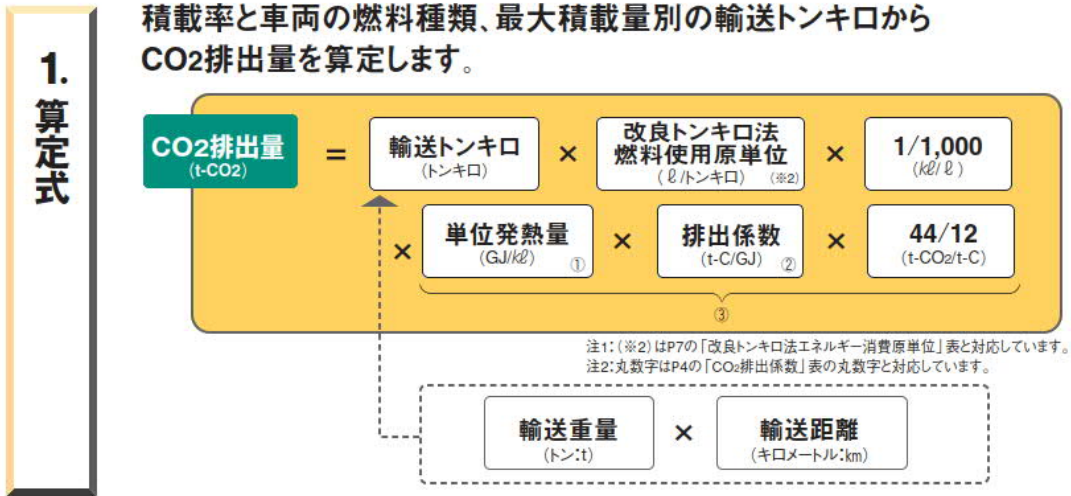 積載率と車両の燃料種類、最大積載量別の輸送トンキロから
CO2排出量を算定します。
1.算定式
CO2排出量 = 輸送トンキロ × 改良トンキロ法 燃料使用原単位 × 1/1,000
(t-CO2) (トンキロ) (ℓ/トンキロ) (※2) (kℓ/ℓ)
× 単位発熱量 × 排出係数 × 44/12
(GJ/kℓ) ① (t-C/GJ) ② (t-CO2/t-C)
③
注1:(※2)はP7の「改良トンキロ法エネルギー消費原単位」表と対応しています。
注2:丸数字はP4の「CO2排出係数」表の丸数字と対応しています。
輸送重量 × 輸送距離
(トン:t) (キロメートル:km)